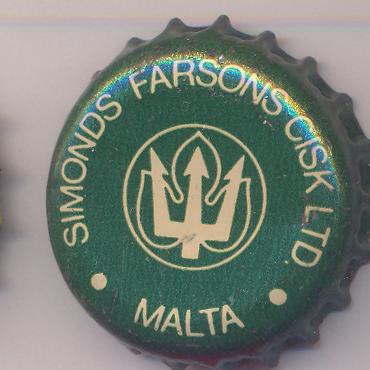 SIMONDS FARSONS CISK LTD.
• MALTA •